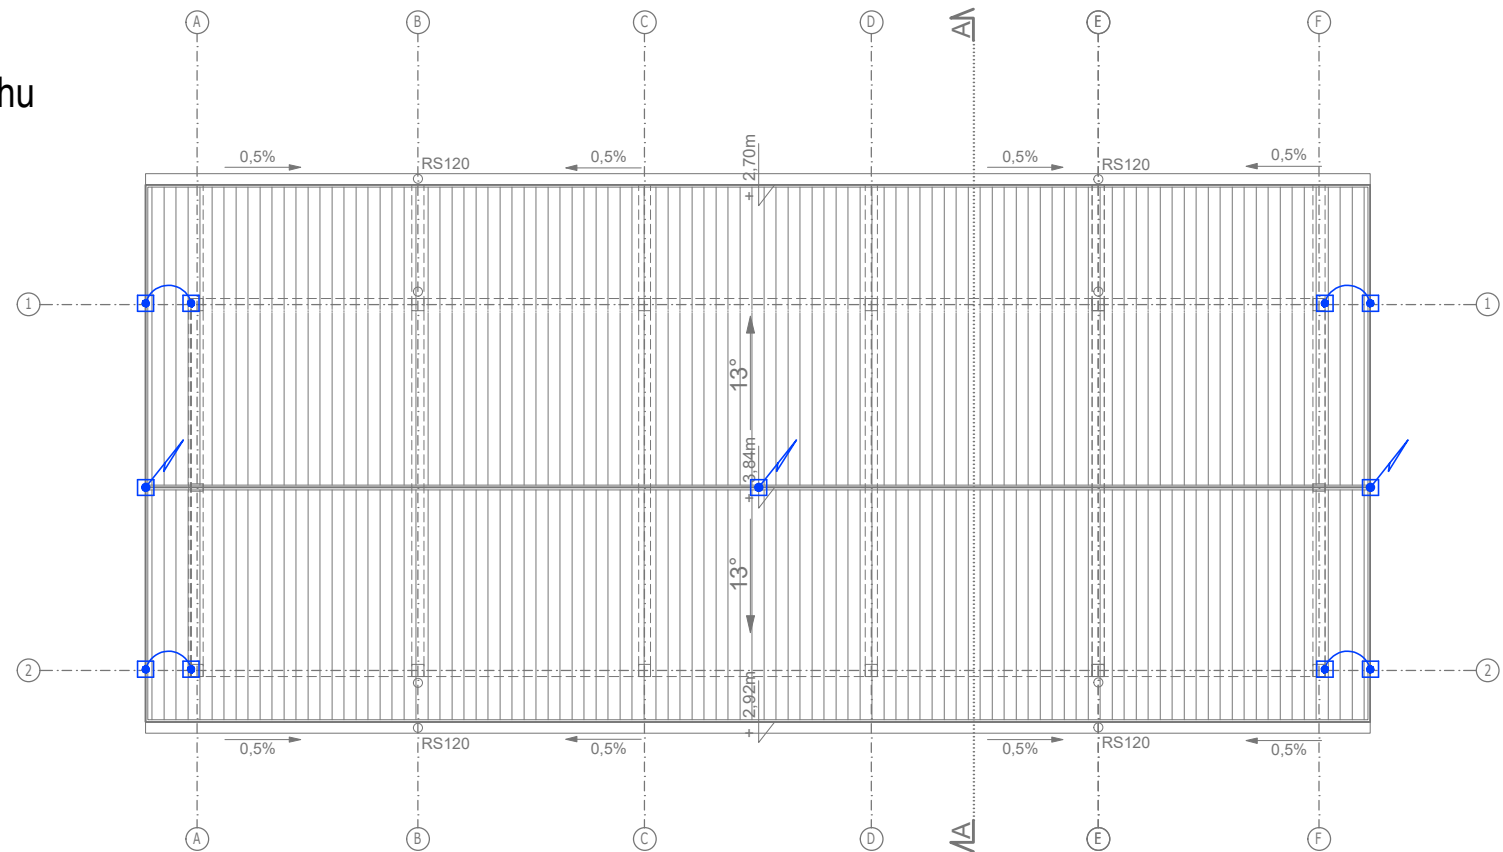 A B C D A E F
hu
2,70m
0,5% RS120 0,5% 0,5% RS120 0,5%
+
1 1
13°
3,84m
+
13°
2 2
+ 2,92m
0,5% RS120 0,5% 0,5% RS120 0,5%
A B C D A E F